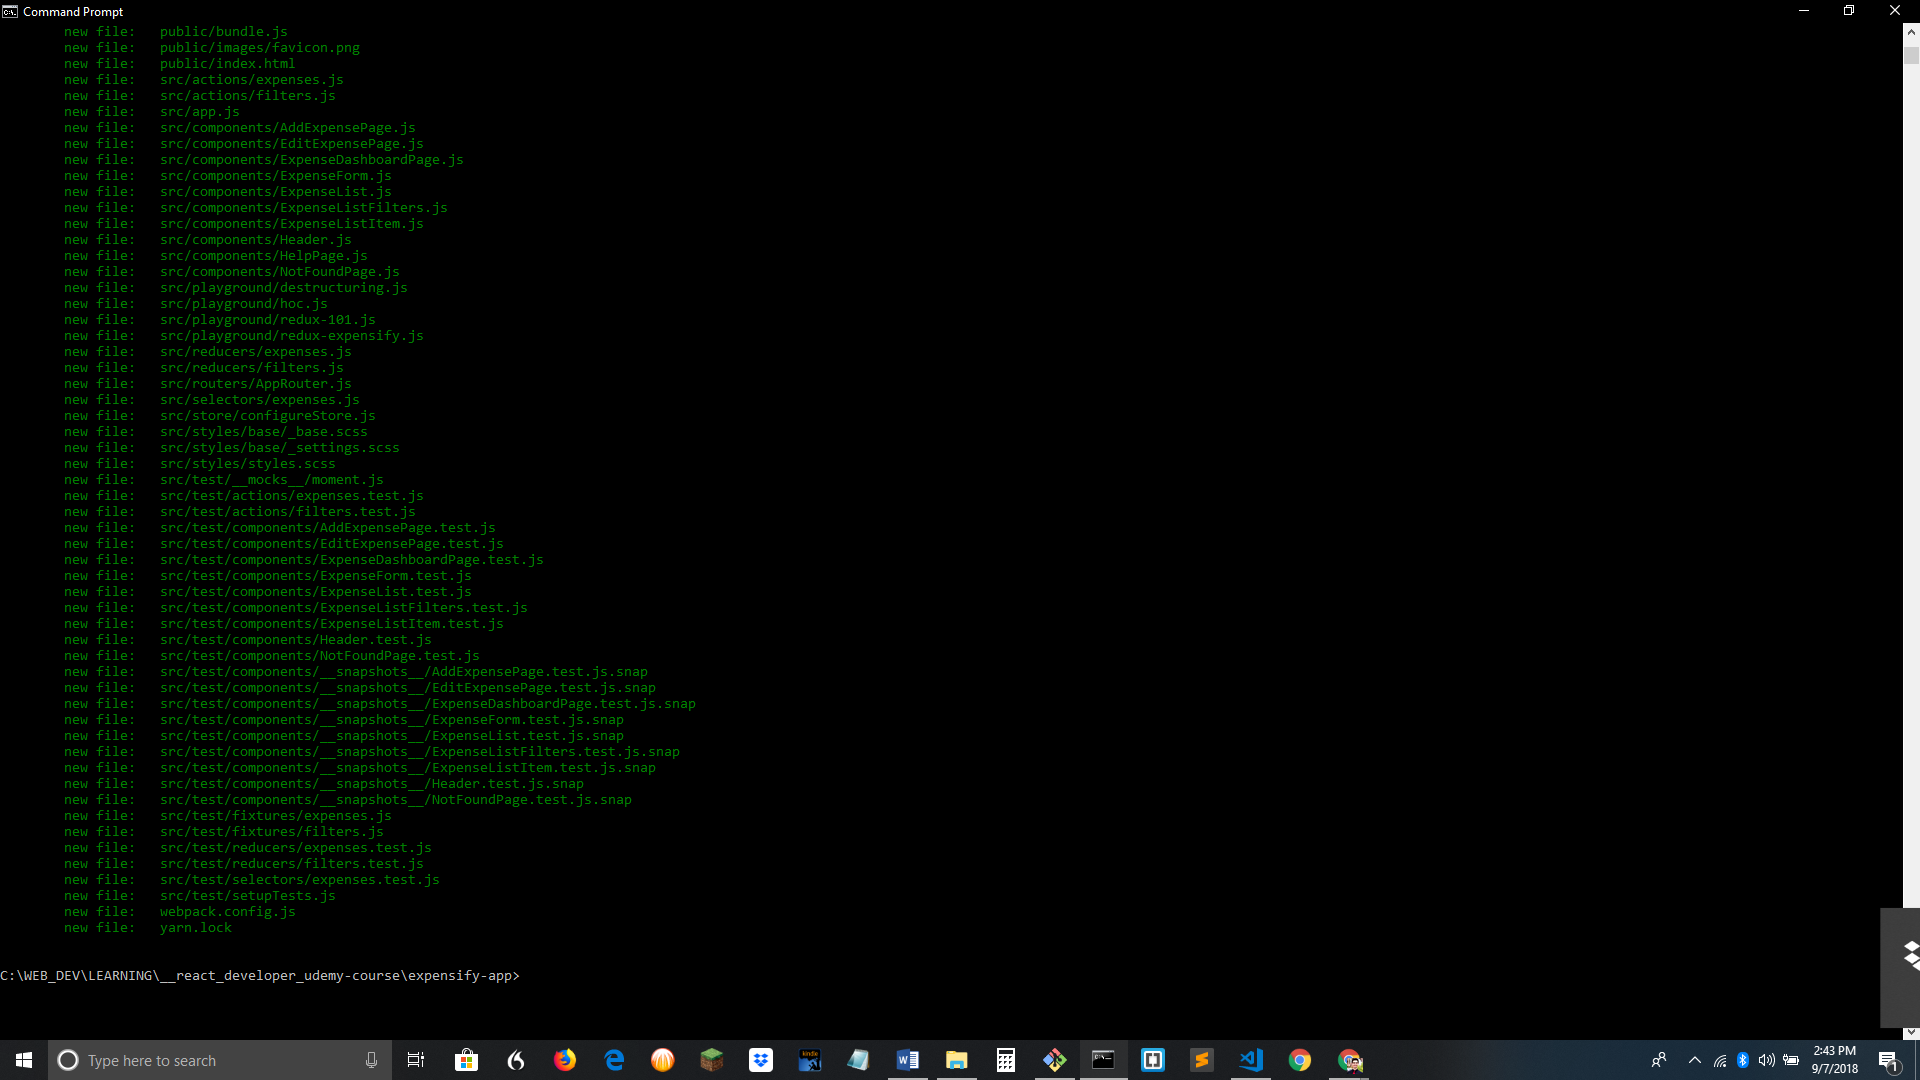 Command Prompt
new file:   public/bundle.js
new file:   public/images/favicon.png
new file:   public/index.html
new file:   src/actions/expenses.js
new file:   src/actions/filters.js
new file:   src/app.js
new file:   src/components/AddExpensePage.js
new file:   src/components/EditExpensePage.js
new file:   src/components/ExpenseDashboardPage.js
new file:   src/components/ExpenseForm.js
new file:   src/components/ExpenseList.js
new file:   src/components/ExpenseListFilters.js
new file:   src/components/ExpenseListItem.js
new file:   src/components/Header.js
new file:   src/components/HelpPage.js
new file:   src/components/NotFoundPage.js
new file:   src/playground/destructuring.js
new file:   src/playground/hoc.js
new file:   src/playground/redux-101.js
new file:   src/playground/redux-expensify.js
new file:   src/reducers/expenses.js
new file:   src/reducers/filters.js
new file:   src/routers/AppRouter.js
new file:   src/selectors/expenses.js
new file:   src/store/configureStore.js
new file:   src/styles/base/_base.scss
new file:   src/styles/base/_settings.scss
new file:   src/styles/styles.scss
new file:   src/test/__mocks__/moment.js
new file:   src/test/actions/expenses.test.js
new file:   src/test/actions/filters.test.js
new file:   src/test/components/AddExpensePage.test.js
new file:   src/test/components/EditExpensePage.test.js
new file:   src/test/components/ExpenseDashboardPage.test.js
new file:   src/test/components/ExpenseForm.test.js
new file:   src/test/components/ExpenseList.test.js
new file:   src/test/components/ExpenseListFilters.test.js
new file:   src/test/components/ExpenseListItem.test.js
new file:   src/test/components/Header.test.js
new file:   src/test/components/NotFoundPage.test.js
new file:   src/test/components/__snapshots__/AddExpensePage.test.js.snap
new file:   src/test/components/__snapshots__/EditExpensePage.test.js.snap
new file:   src/test/components/__snapshots__/ExpenseDashboardPage.test.js.snap
new file:   src/test/components/__snapshots__/ExpenseForm.test.js.snap
new file:   src/test/components/__snapshots__/ExpenseList.test.js.snap
new file:   src/test/components/__snapshots__/ExpenseListFilters.test.js.snap
new file:   src/test/components/__snapshots__/ExpenseListItem.test.js.snap
new file:   src/test/components/__snapshots__/Header.test.js.snap
new file:   src/test/components/__snapshots__/NotFoundPage.test.js.snap
new file:   src/test/fixtures/expenses.js
new file:   src/test/fixtures/filters.js
new file:   src/test/reducers/expenses.test.js
new file:   src/test/reducers/filters.test.js
new file:   src/test/selectors/expenses.test.js
new file:   src/test/setupTests.js
new file:   webpack.config.js
new file:   yarn.lock
C:\WEB_DEV\LEARNING\__react_developer_udemy-course\expensify-app>
Type here to search
kindle
2:43 PM
9/7/2018
1